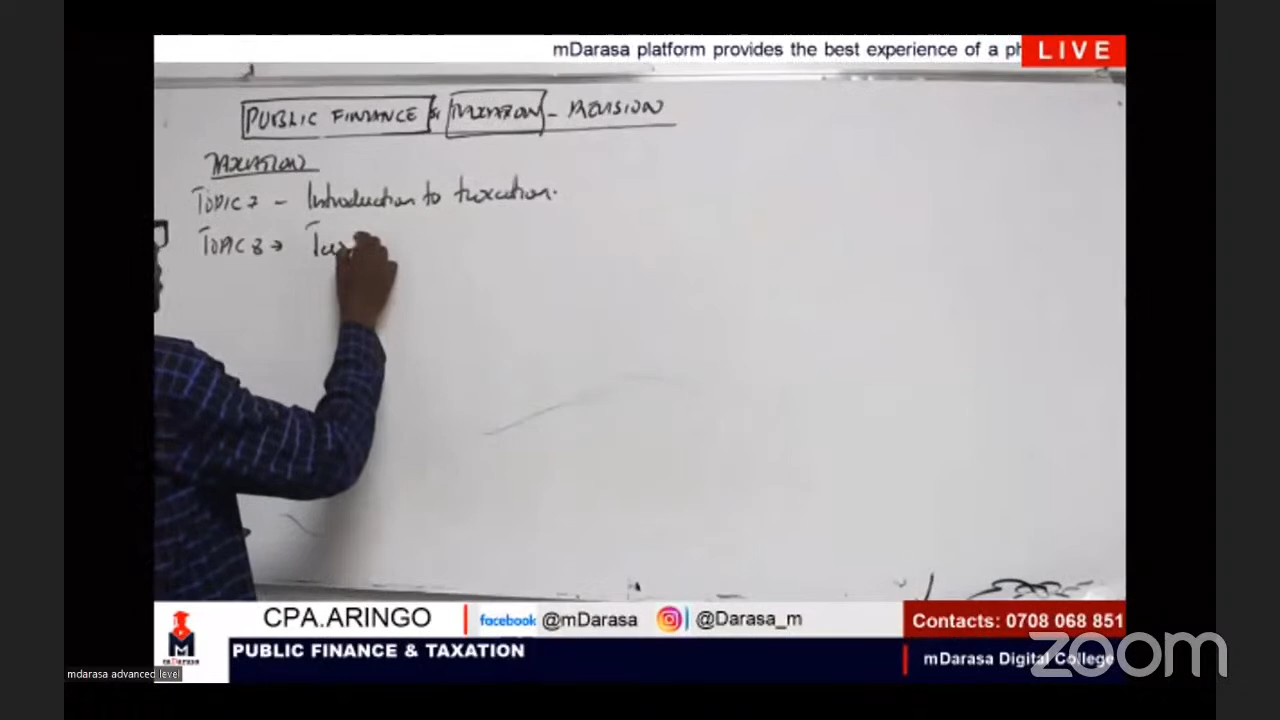 mDarasa platform provides the best experience of a ph
LIVE
PUBLIC FINANCE & TAXATION - REVISION
TAXATION
TOPIC 7 - Introduction to taxation.
TOPIC 8 →
CPA.ARINGO
facebook @mDarasa
@Darasa_m
Contacts: 0708 068 851
mDarasa
PUBLIC FINANCE & TAXATION
mDarasa Digital College
zoom
mdarasa advanced level